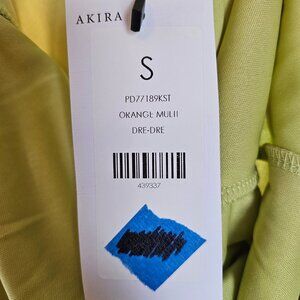 AKIRA
S
PD77189KST
ORANGE MULTI
DRE-DRE
439337